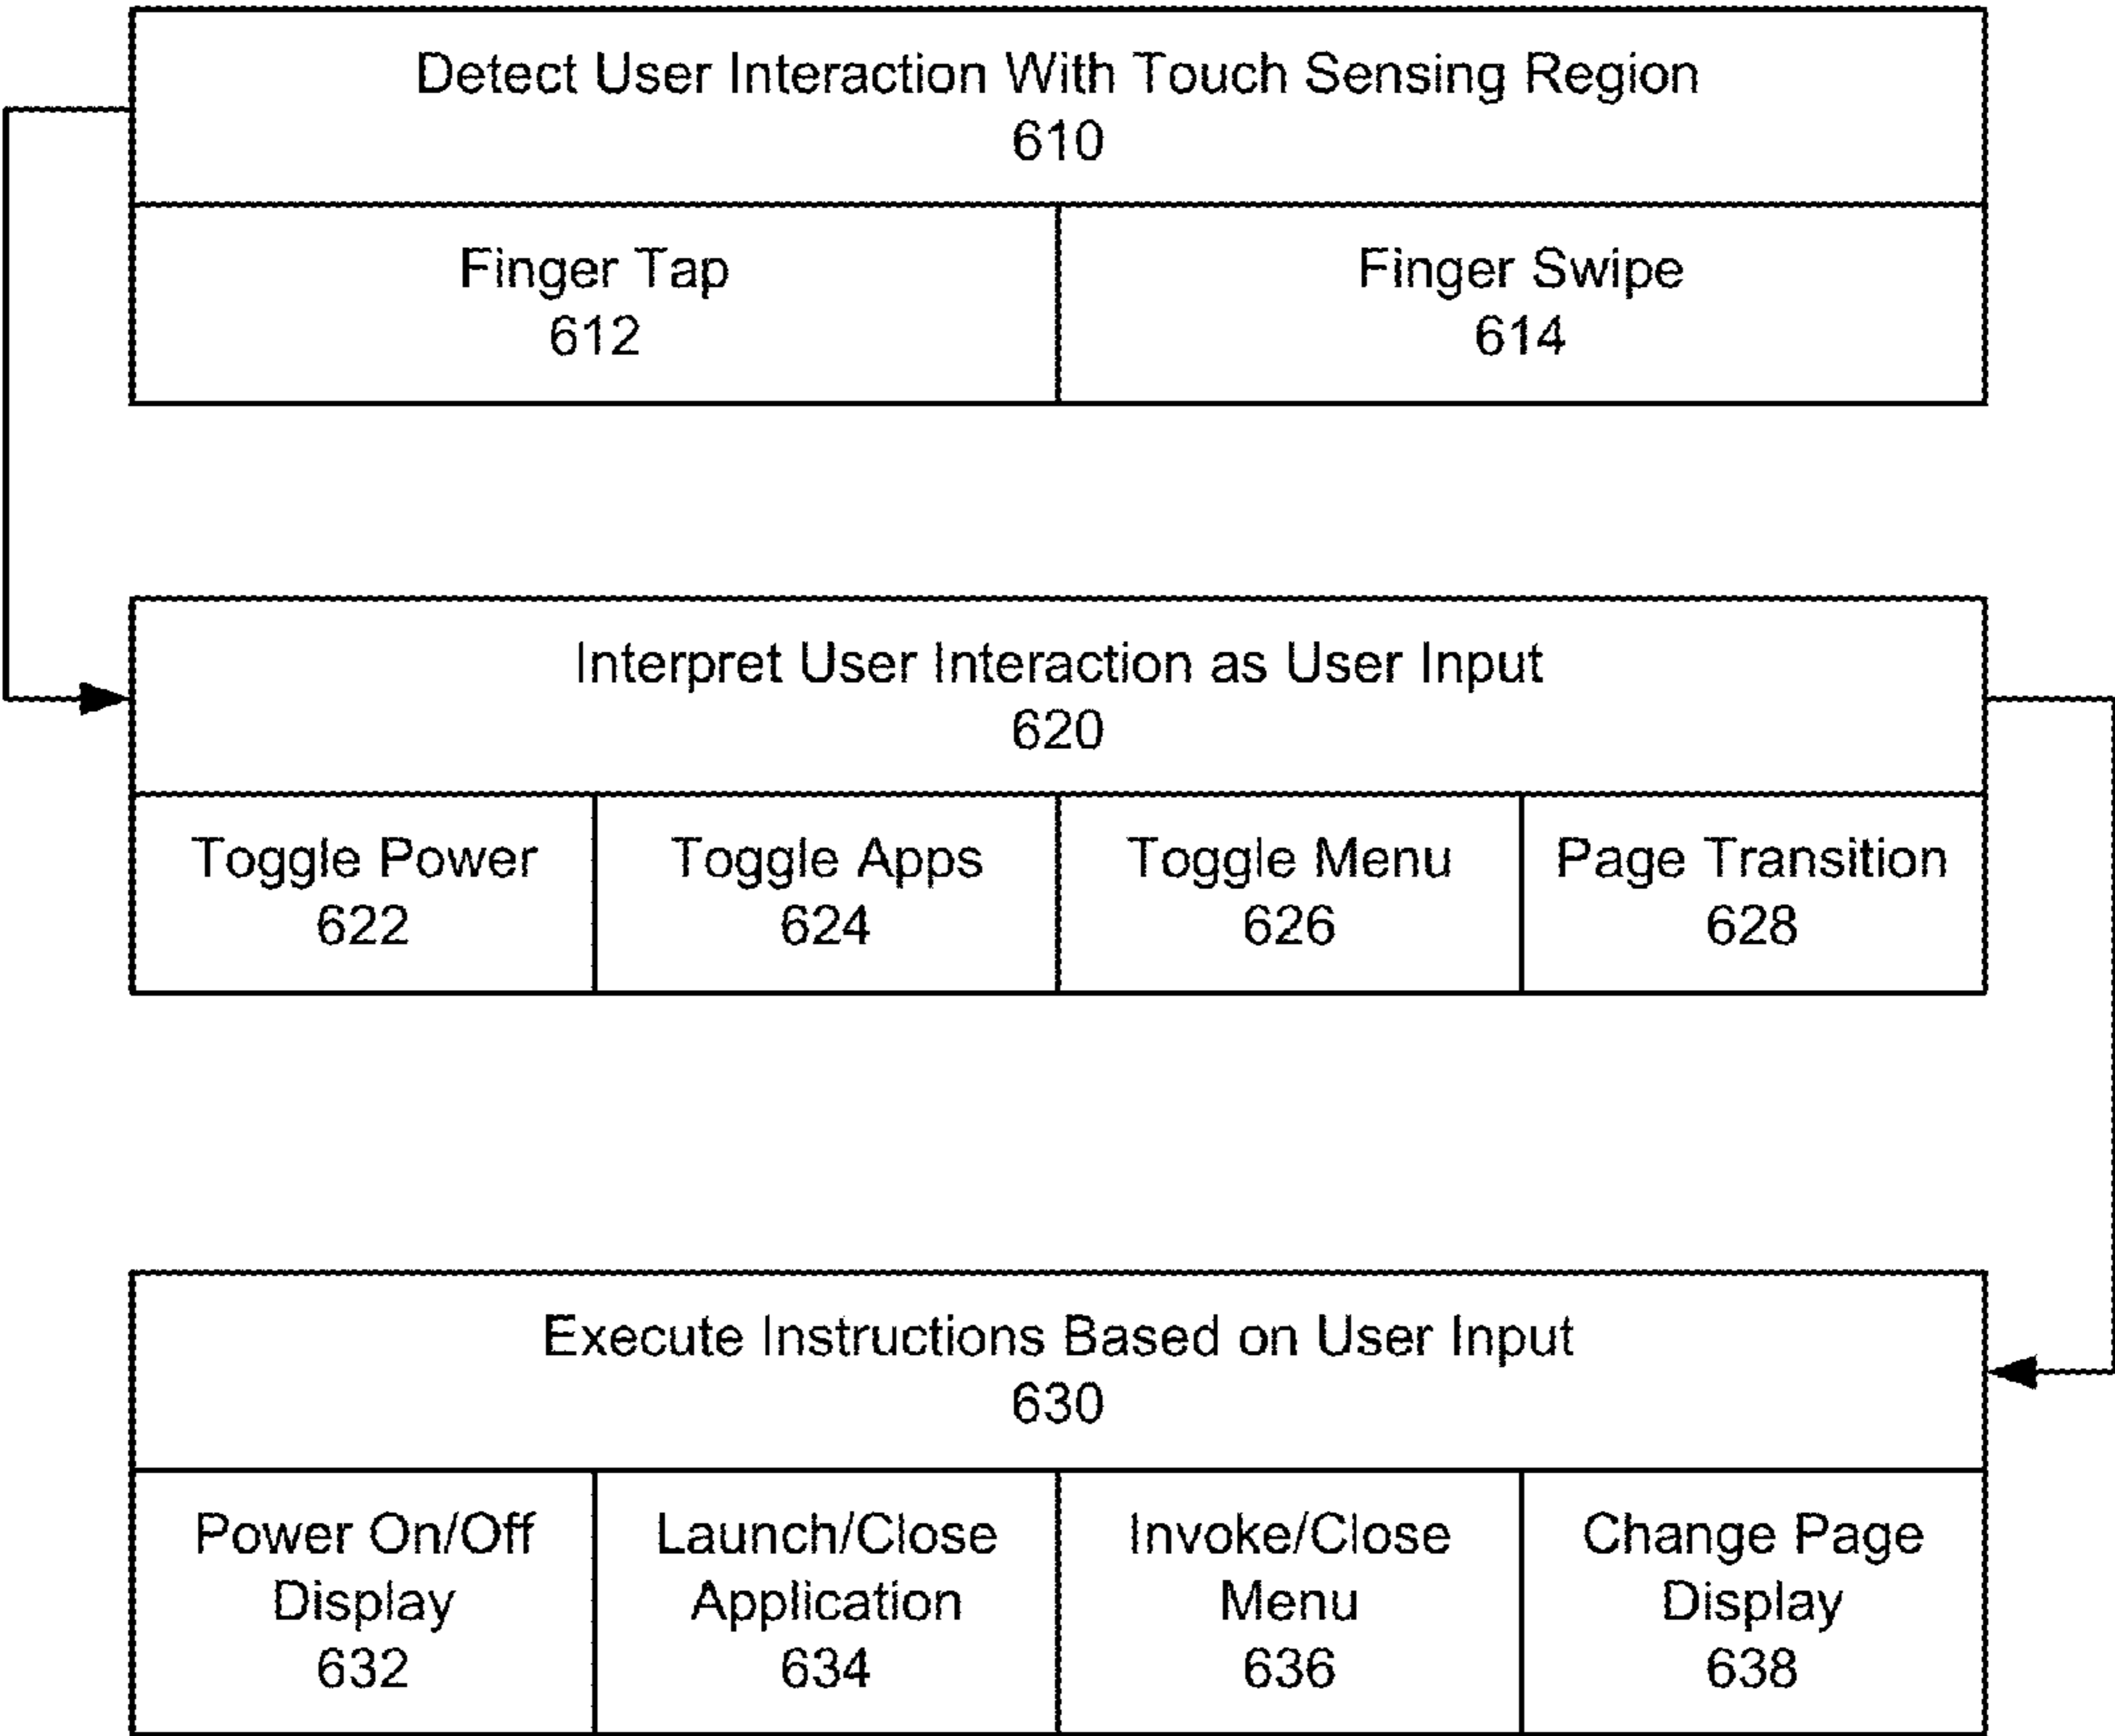 Detect User Interaction With Touch Sensing Region
610
Finger Tap
612
Finger Swipe
614
Interpret User Interaction as User Input
620
Toggle Power
622
Toggle Apps
624
Toggle Menu
626
Page Transition
628
Execute Instructions Based on User Input
630
Power On/Off
Display
632
Launch/Close
Application
634
Invoke/Close
Menu
636
Change Page
Display
638